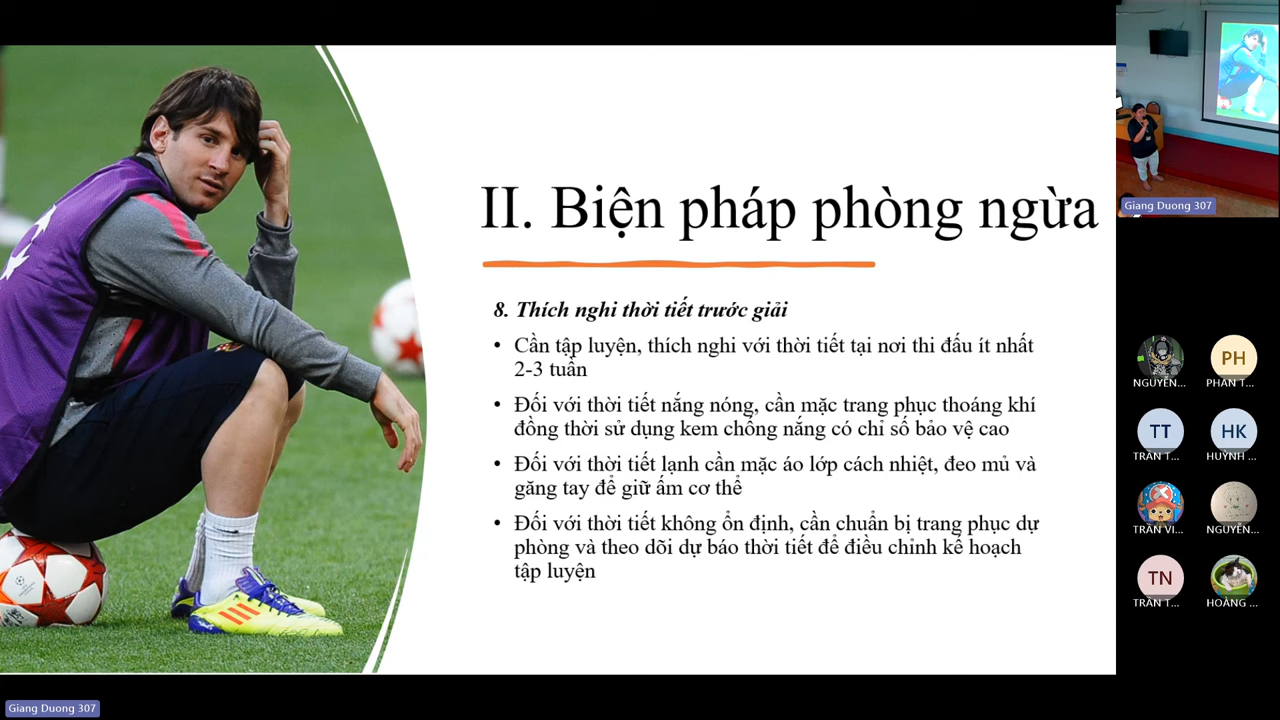 II. Biện pháp phòng ngừa
8. Thích nghi thời tiết trước giải
• Cần tập luyện, thích nghi với thời tiết tại nơi thi đấu ít nhất
2-3 tuần
• Đối với thời tiết nắng nóng, cần mặc trang phục thoáng khí
đồng thời sử dụng kem chống nắng có chỉ số bảo vệ cao
• Đối với thời tiết lạnh cần mặc áo lớp cách nhiệt, đeo mủ và
găng tay để giữ ấm cơ thể
• Đối với thời tiết không ổn định, cần chuẩn bị trang phục dự
phòng và theo dõi dự báo thời tiết để điều chỉnh kế hoạch
tập luyện
Giang Duong 307
Giang Duong 307
PH
NGUYỄN...
PHAN T...
TT
HK
TRẦN T...
HUỲNH ...
TRẦN VI...
NGUYỄN...
TN
TRẦN T...
HOÀNG ...